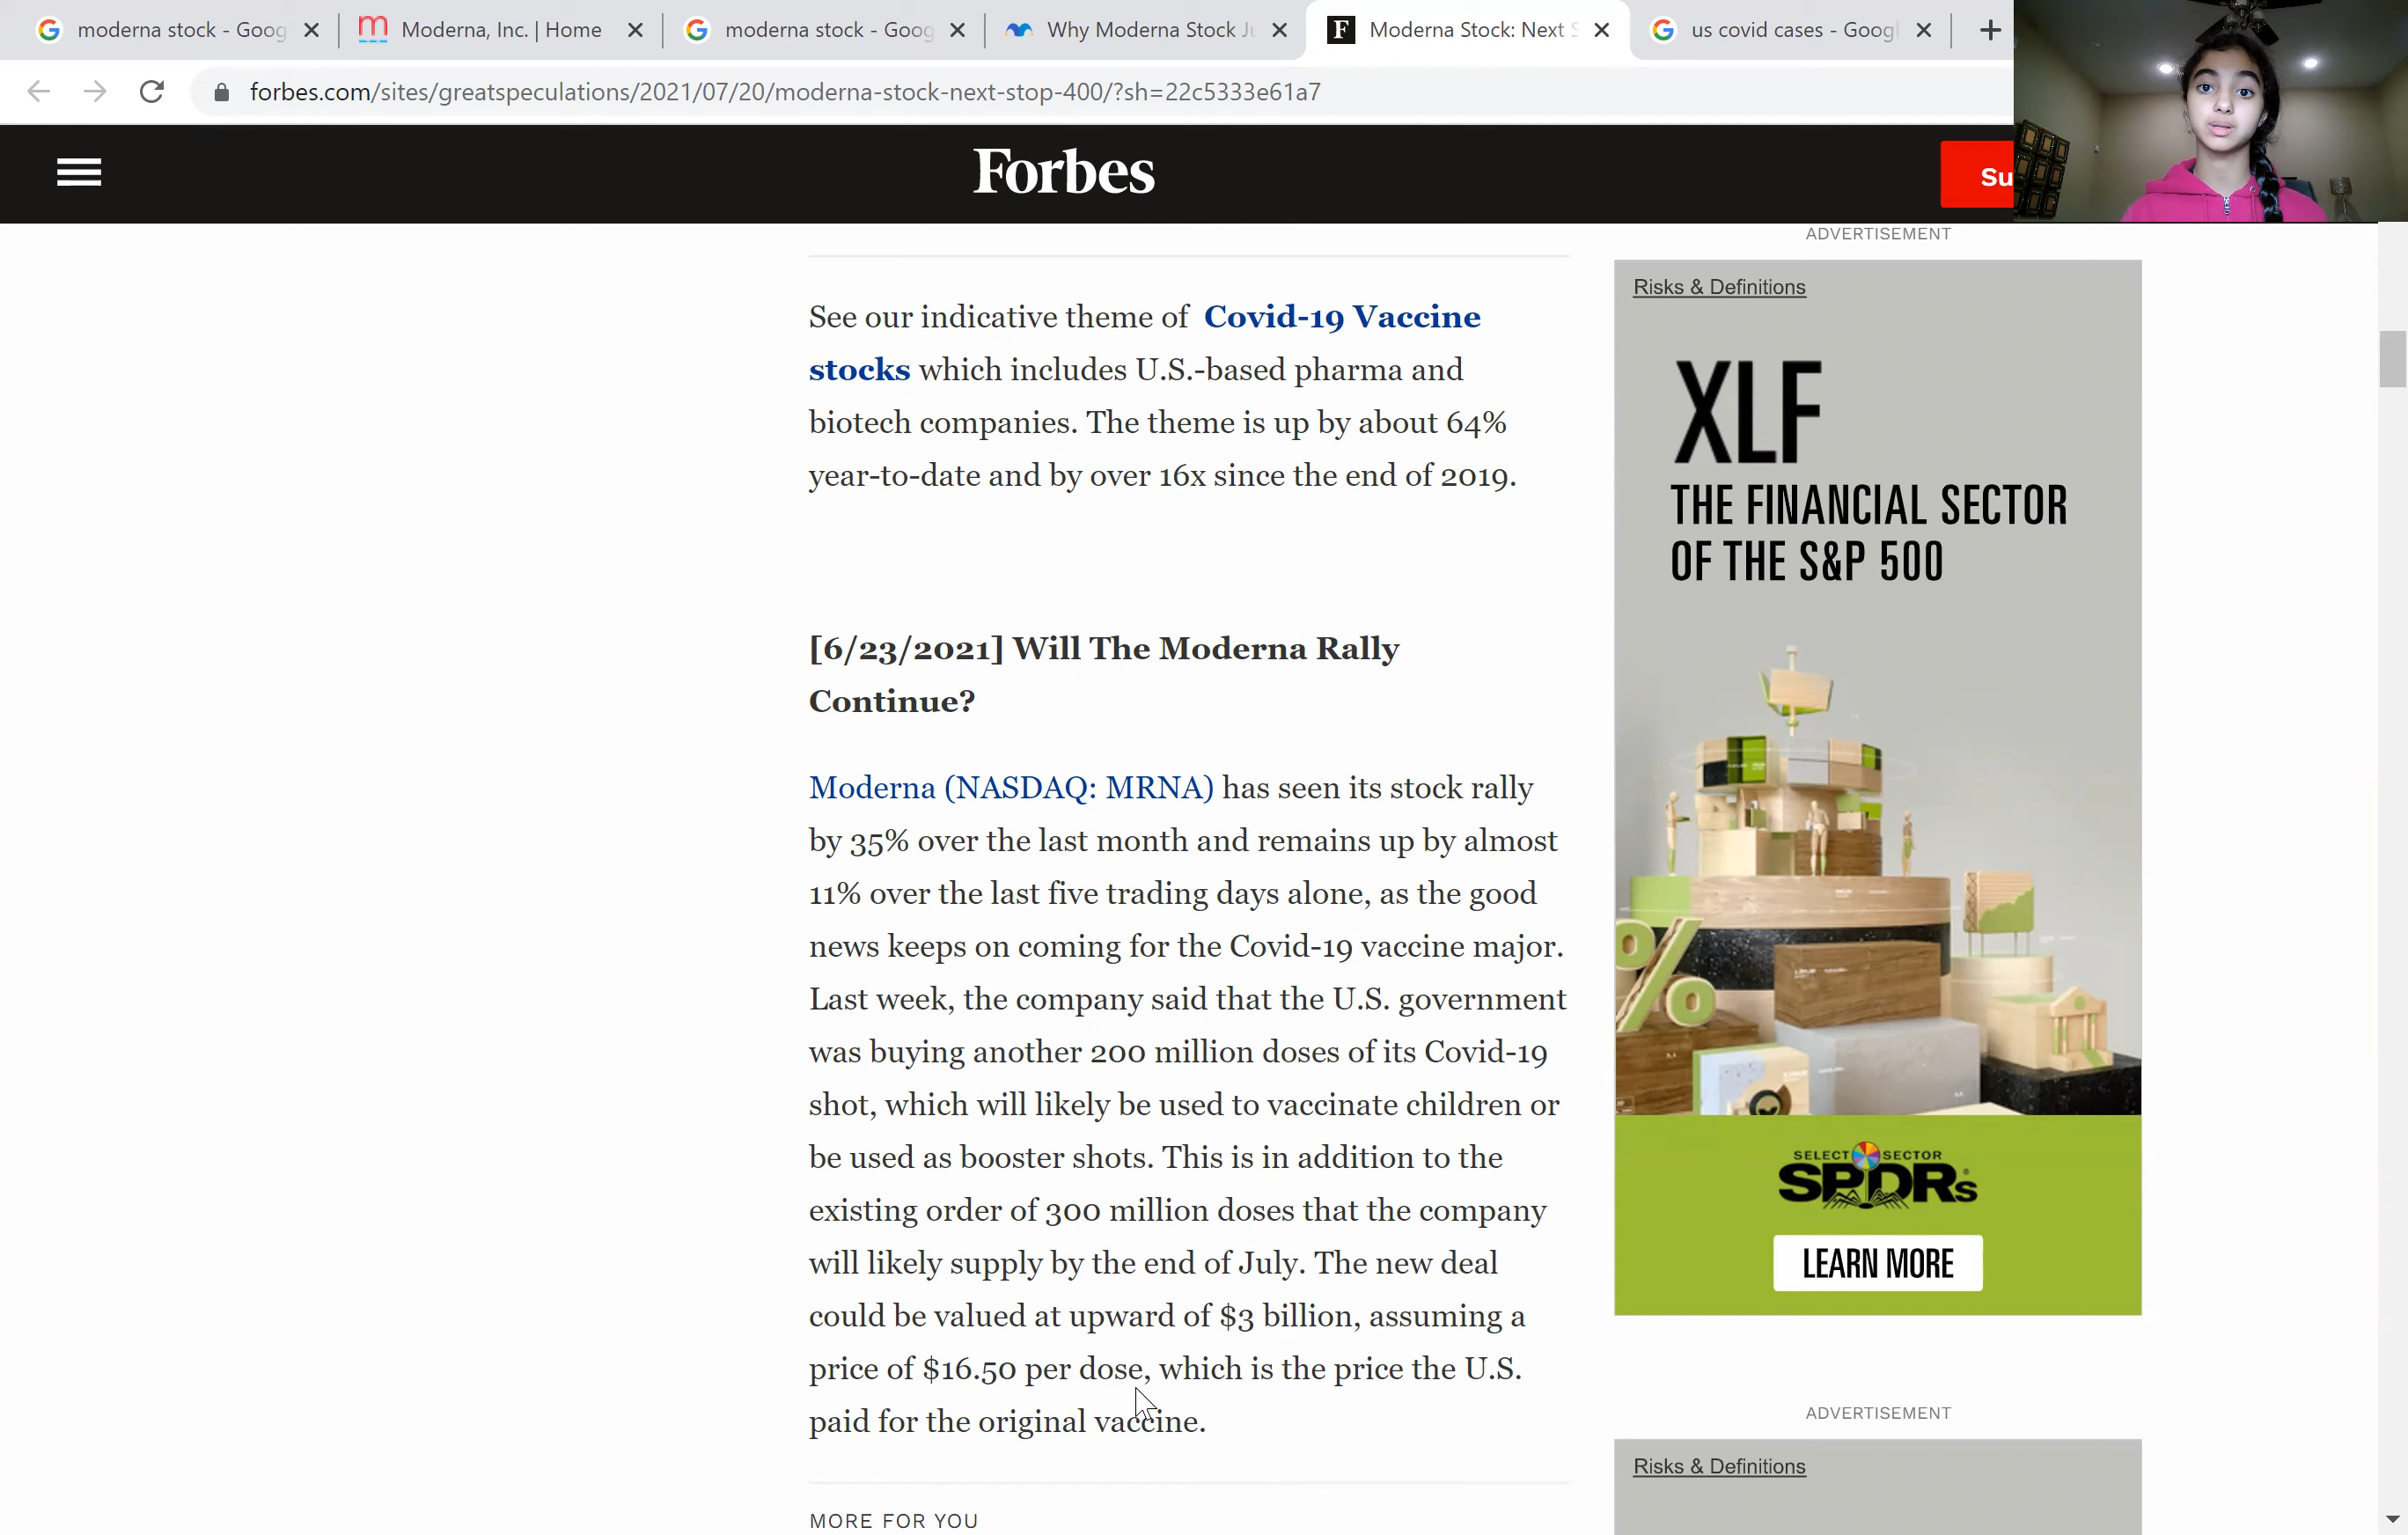 moderna stock - Goog
Moderna, Inc. | Home
moderna stock - Goog
Why Moderna Stock Ju
Moderna Stock: Next S
us covid cases - Googl
forbes.com/sites/greatspeculations/2021/07/20/moderna-stock-next-stop-400/?sh=22c5333e61a7
Forbes
Su
ADVERTISEMENT
See our indicative theme of Covid-19 Vaccine
stocks which includes U.S.-based pharma and
biotech companies. The theme is up by about 64%
year-to-date and by over 16x since the end of 2019.
[6/23/2021] Will The Moderna Rally
Continue?
Moderna (NASDAQ: MRNA) has seen its stock rally
by 35% over the last month and remains up by almost
11% over the last five trading days alone, as the good
news keeps on coming for the Covid-19 vaccine major.
Last week, the company said that the U.S. government
was buying another 200 million doses of its Covid-19
shot, which will likely be used to vaccinate children or
be used as booster shots. This is in addition to the
existing order of 300 million doses that the company
will likely supply by the end of July. The new deal
could be valued at upward of $3 billion, assuming a
price of $16.50 per dose, which is the price the U.S.
paid for the original vaccine.
MORE FOR YOU
Risks & Definitions
XLF
THE FINANCIAL SECTOR
OF THE S&P 500
%
SELECT SECTOR
SPDRs
LEARN MORE
ADVERTISEMENT
Risks & Definitions